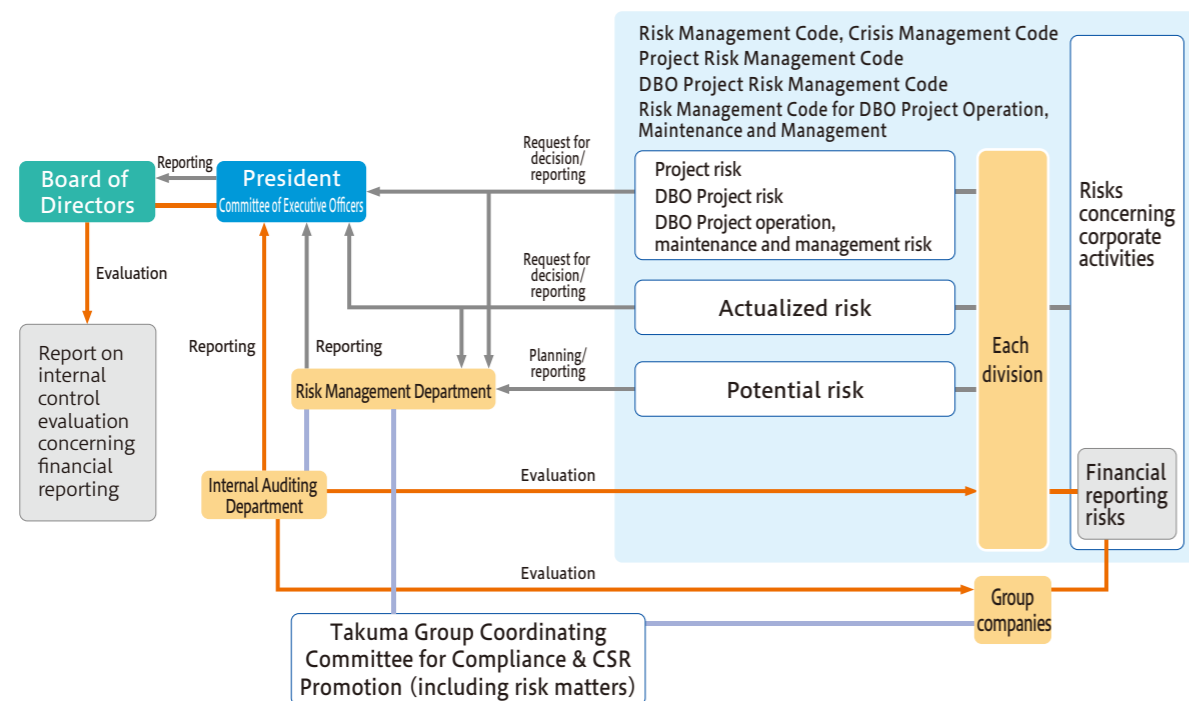 Risk Management Code, Crisis Management Code
Project Risk Management Code
DBO Project Risk Management Code
Risk Management Code for DBO Project Operation,
Maintenance and Management
Board of
Directors
Reporting
President
Committee of Executive Officers
Request for
decision/
reporting
Project risk
DBO Project risk
DBO Project operation,
maintenance and management risk
Risks
concerning
corporate
activities
Evaluation
Request for
decision/
reporting
Actualized risk
Each
division
Report on
internal
control
evaluation
concerning
financial
reporting
Reporting
Reporting
Risk Management Department
Planning/
reporting
Potential risk
Internal Auditing
Department
Evaluation
Financial
reporting
risks
Evaluation
Group
companies
Takuma Group Coordinating
Committee for Compliance & CSR
Promotion (including risk matters)